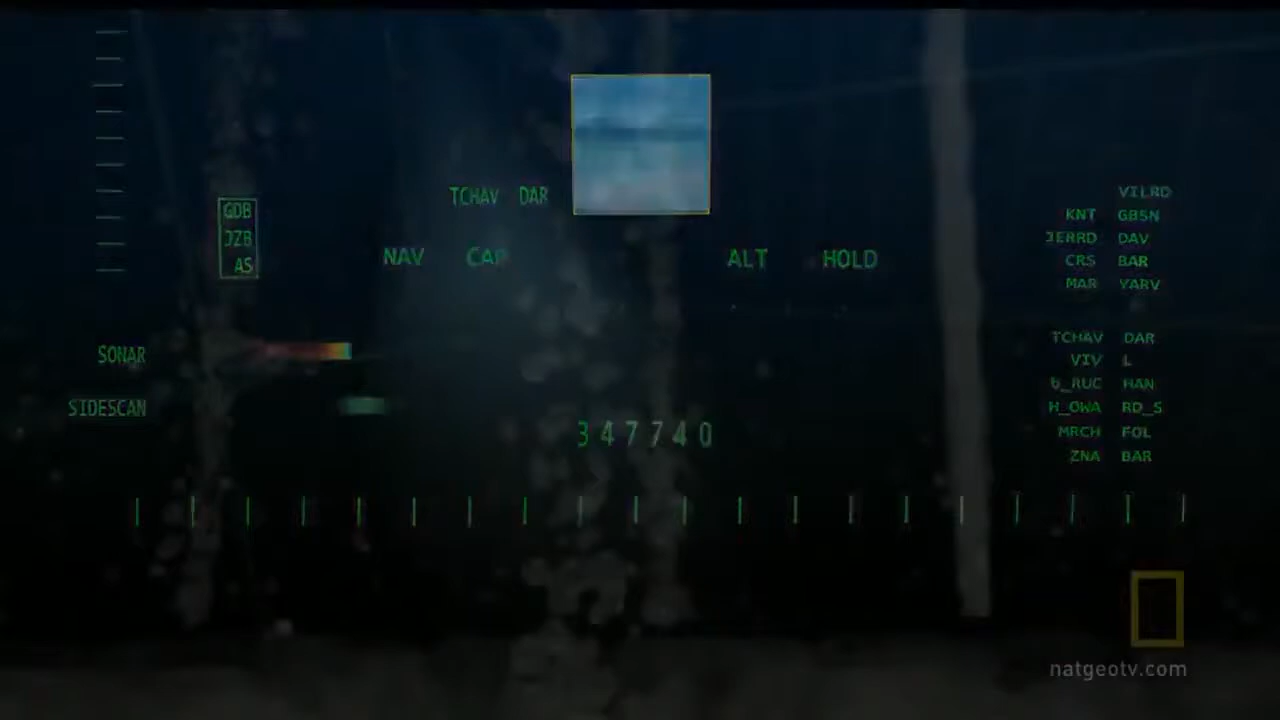 TCHAV DAR
GDB
JZB
AS
NAV CAP
ALT HOLD
VILRD
KNT GBSN
JERRD DAV
CRS BAR
MAR YARV
SONAR
SIDESCAN
TCHAV DAR
VIV L
6_RUC HAN
H_OWA RD_S
MRCH FOL
ZNA BAR
347740
natgeotv.com